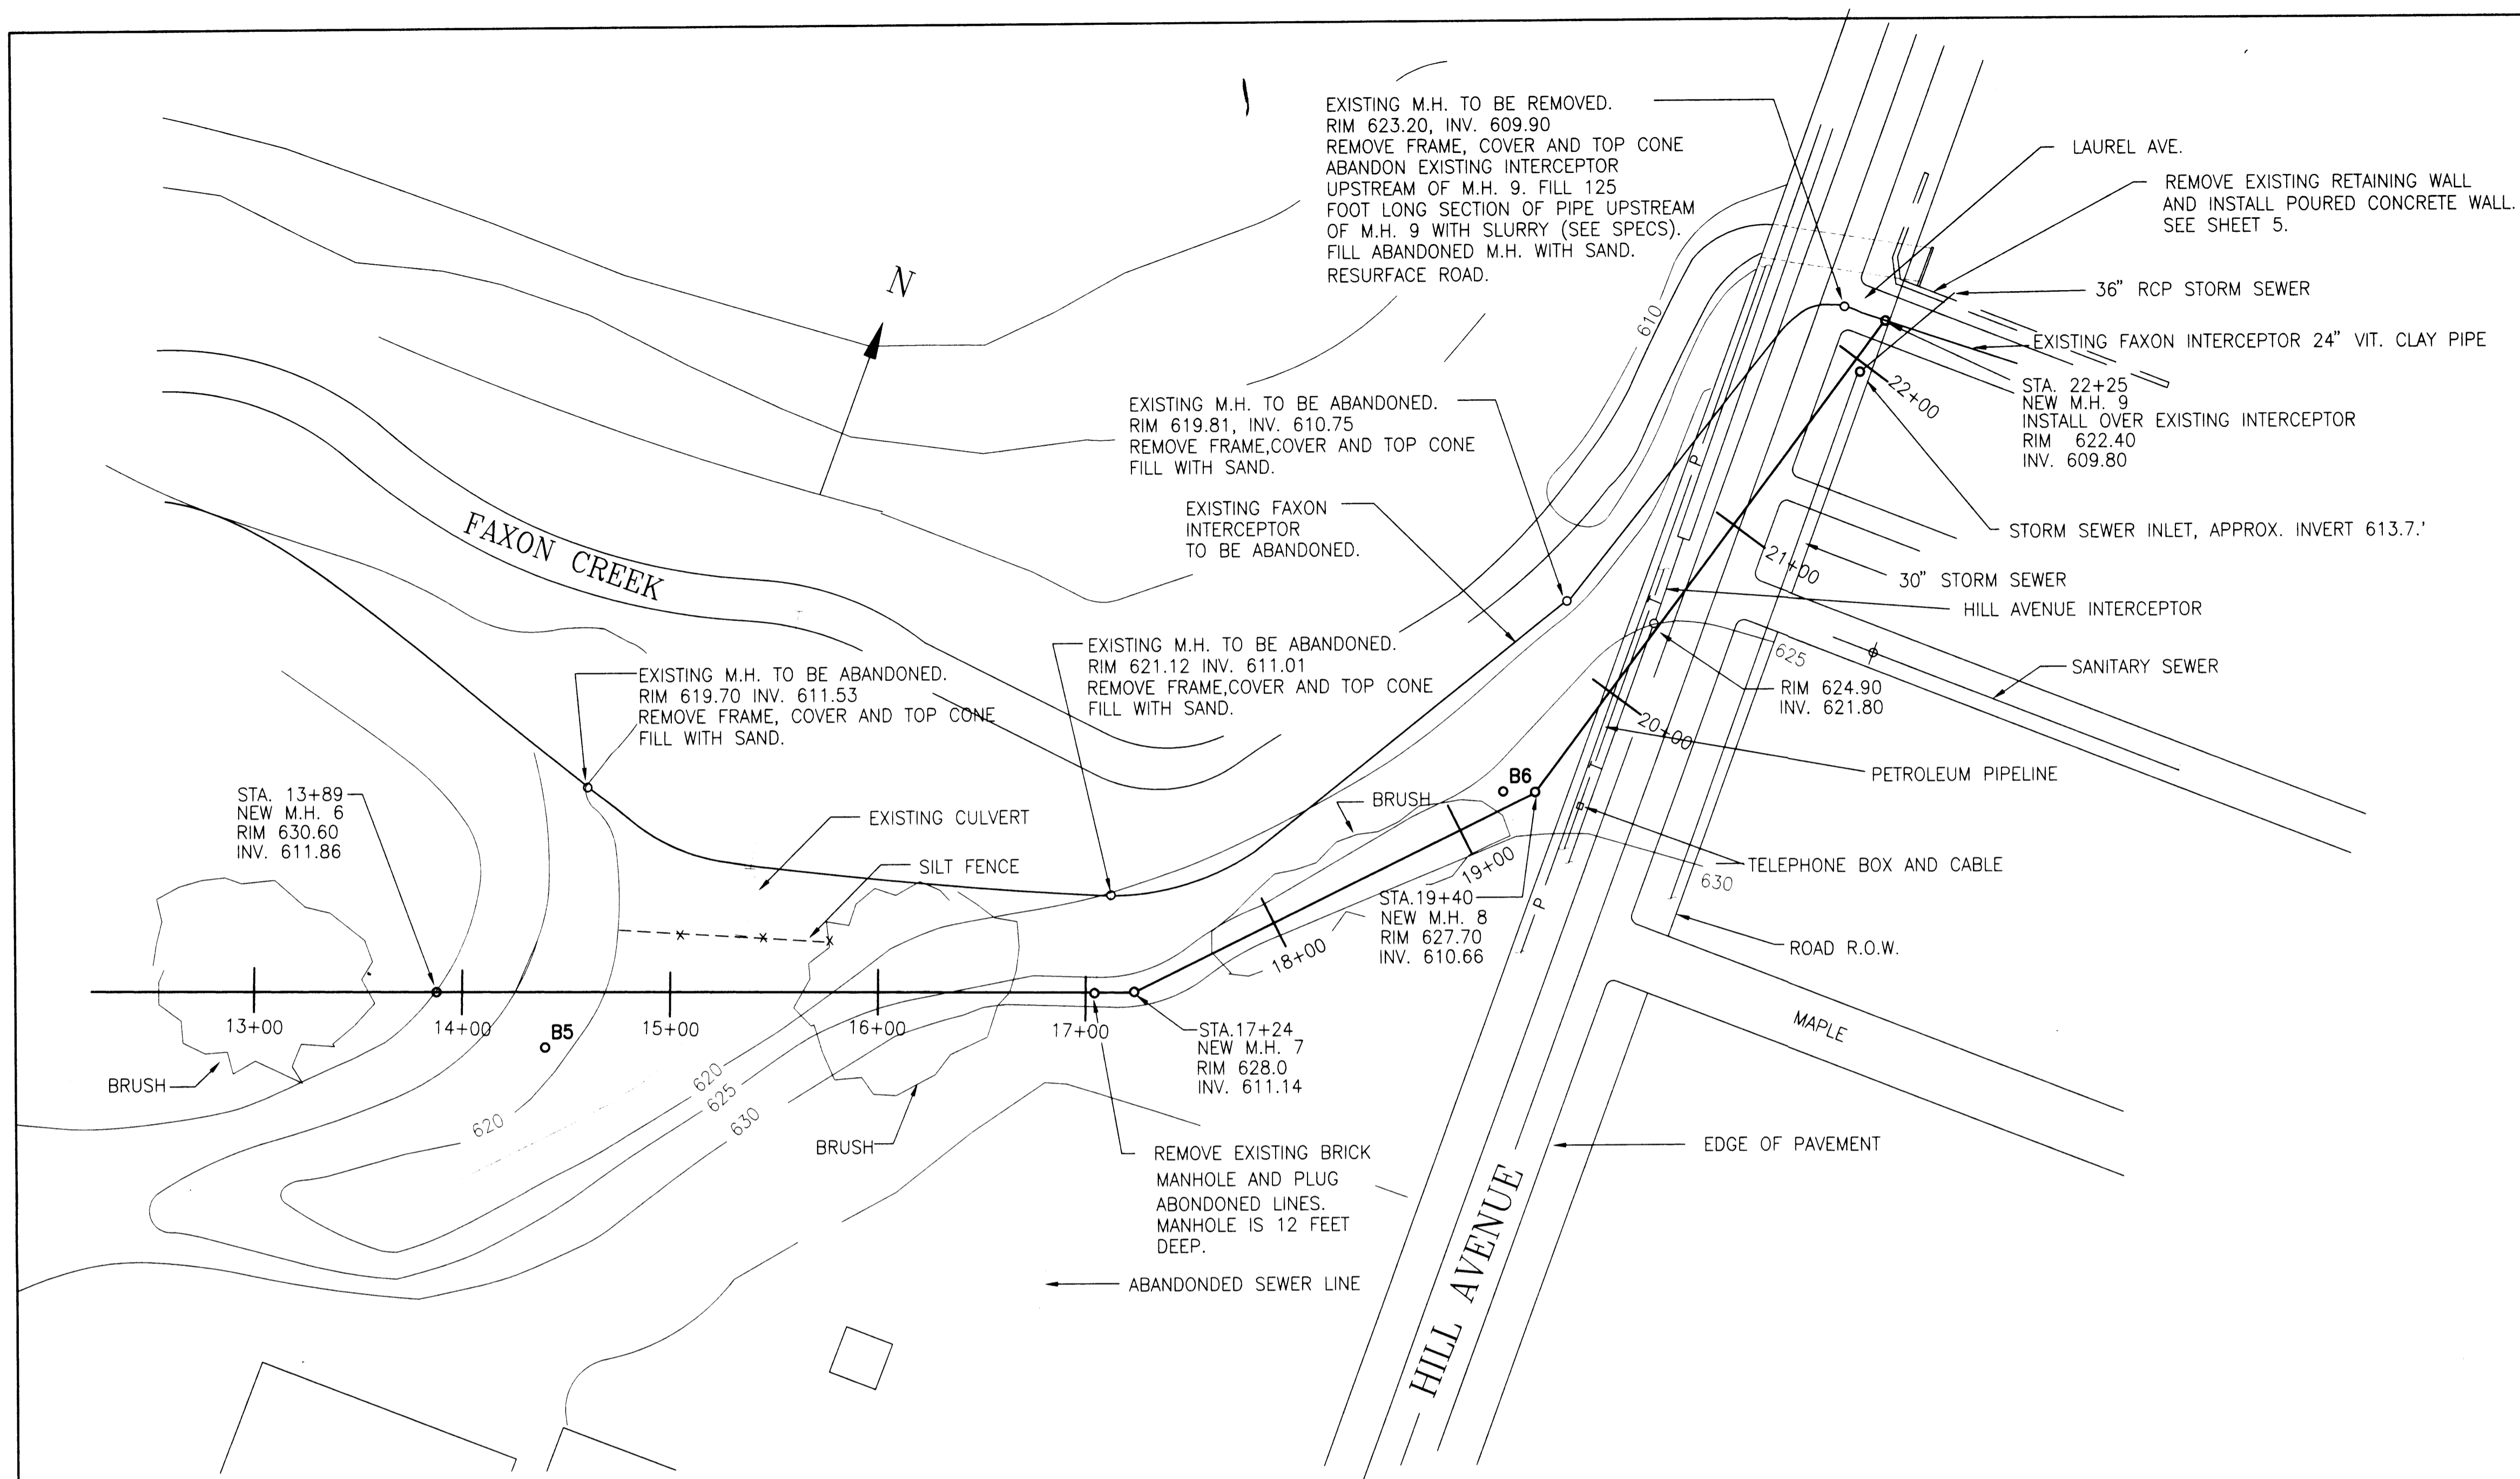 EXISTING M.H. TO BE REMOVED.
RIM 623.20, INV. 609.90
REMOVE FRAME, COVER AND TOP CONE
ABANDON EXISTING INTERCEPTOR
UPSTREAM OF M.H. 9. FILL 125
FOOT LONG SECTION OF PIPE UPSTREAM
OF M.H. 9 WITH SLURRY (SEE SPECS).
FILL ABANDONED M.H. WITH SAND.
RESURFACE ROAD.
LAUREL AVE.
REMOVE EXISTING RETAINING WALL
AND INSTALL POURED CONCRETE WALL.
SEE SHEET 5.
36" RCP STORM SEWER
EXISTING FAXON INTERCEPTOR 24" VIT. CLAY PIPE
STA. 22+25
NEW M.H. 9
INSTALL OVER EXISTING INTERCEPTOR
RIM 622.40
INV. 609.80
22+00
N
610
EXISTING M.H. TO BE ABANDONED.
RIM 619.81, INV. 610.75
REMOVE FRAME,COVER AND TOP CONE
FILL WITH SAND.
P
EXISTING FAXON
INTERCEPTOR
TO BE ABANDONED.
STORM SEWER INLET, APPROX. INVERT 613.7.'
21+00
30" STORM SEWER
HILL AVENUE INTERCEPTOR
T
FAXON CREEK
EXISTING M.H. TO BE ABANDONED.
RIM 621.12 INV. 611.01
REMOVE FRAME,COVER AND TOP CONE
FILL WITH SAND.
625
SANITARY SEWER
EXISTING M.H. TO BE ABANDONED.
RIM 619.70 INV. 611.53
REMOVE FRAME, COVER AND TOP CONE
FILL WITH SAND.
RIM 624.90
INV. 621.80
20+00
PETROLEUM PIPELINE
T
B6
BRUSH
STA. 13+89
NEW M.H. 6
RIM 630.60
INV. 611.86
EXISTING CULVERT
SILT FENCE
19+00
TELEPHONE BOX AND CABLE
630
STA.19+40
NEW M.H. 8
RIM 627.70
INV. 610.66
P
ROAD R.O.W.
18+00
13+00
14+00
15+00
16+00
17+00
B5
MAPLE
STA.17+24
NEW M.H. 7
RIM 628.0
INV. 611.14
BRUSH
620
625
630
620
BRUSH
REMOVE EXISTING BRICK
MANHOLE AND PLUG
ABONDONED LINES.
MANHOLE IS 12 FEET
DEEP.
EDGE OF PAVEMENT
HILL AVENUE
ABANDONDED SEWER LINE